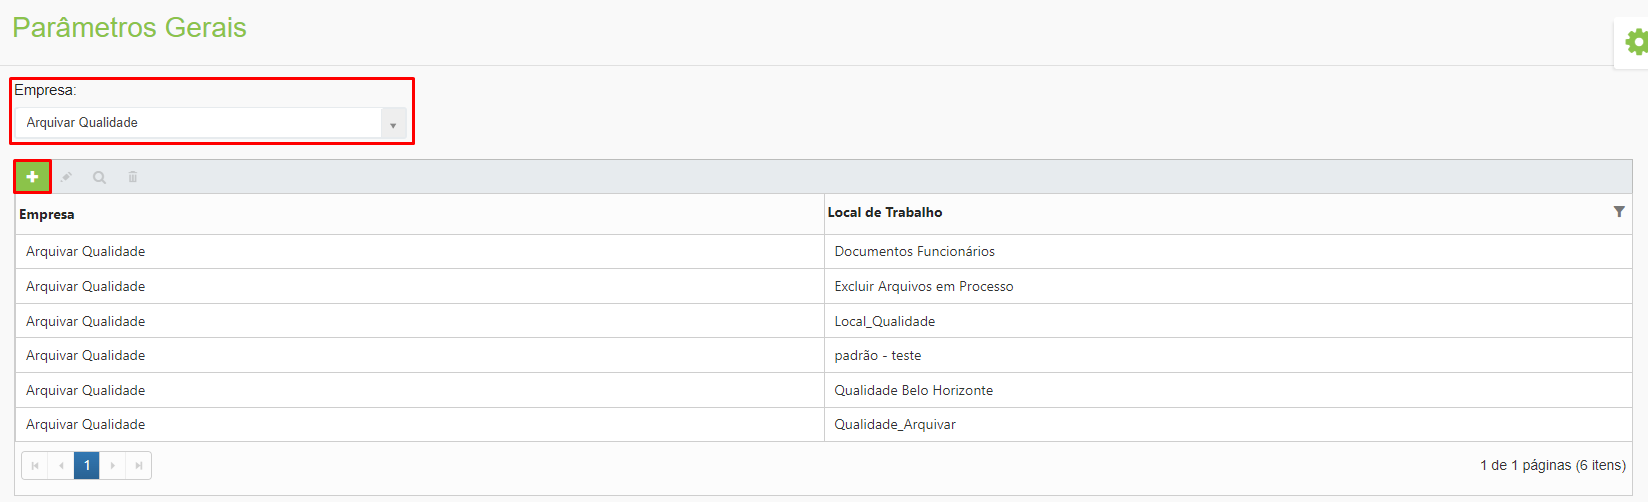 Parâmetros Gerais
Empresa:
Arquivar Qualidade
Empresa Local de Trabalho
Arquivar Qualidade Documentos Funcionários
Arquivar Qualidade Excluir Arquivos em Processo
Arquivar Qualidade Local_Qualidade
Arquivar Qualidade padrão - teste
Arquivar Qualidade Qualidade Belo Horizonte
Arquivar Qualidade Qualidade_Arquivar
1 1 de 1 páginas (6 itens)